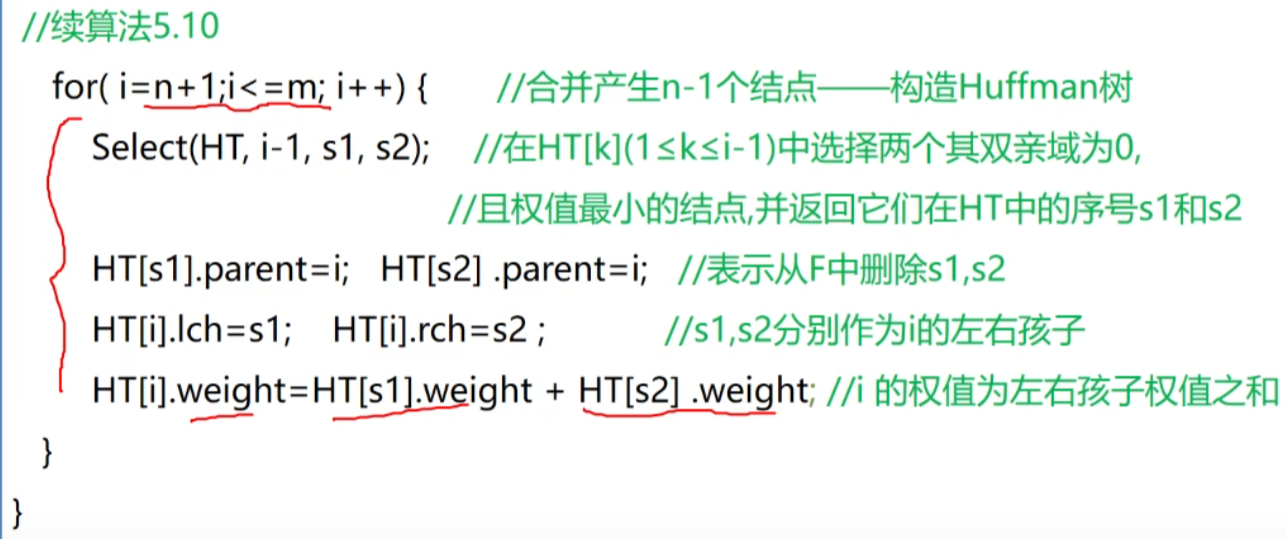 //续算法5.10
for( i=n+1;i<=m; i++) { //合并产生n-1个结点——构造Huffman树
Select(HT, i-1, s1, s2); //在HT[k](1≤k≤i-1)中选择两个其双亲域为0,
//且权值最小的结点,并返回它们在HT中的序号s1和s2
HT[s1].parent=i; HT[s2] .parent=i; //表示从F中删除s1,s2
HT[i].lch=s1; HT[i].rch=s2 ; //s1,s2分别作为i的左右孩子
HT[i].weight=HT[s1].weight + HT[s2] .weight; //i 的权值为左右孩子权值之和
}
}